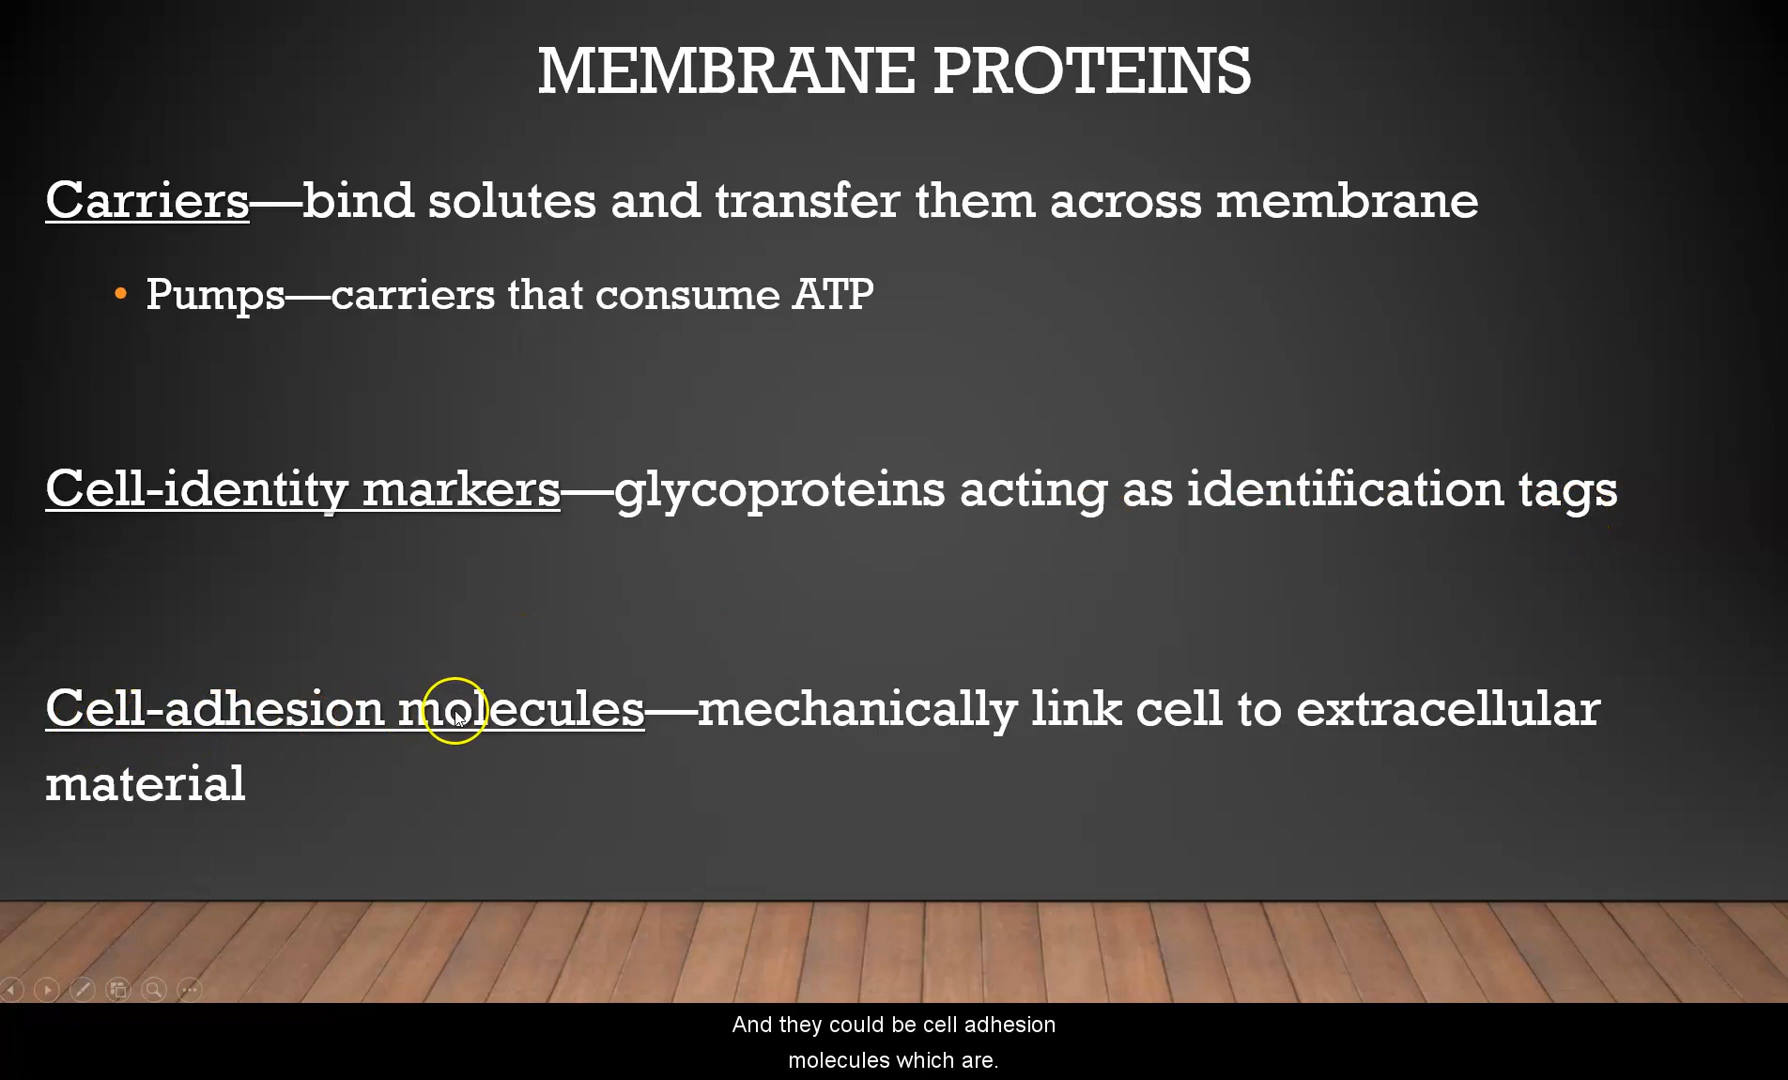 MEMBRANE PROTEINS
Carriers—bind solutes and transfer them across membrane
• Pumps—carriers that consume ATP
Cell-identity markers—glycoproteins acting as identification tags
Cell-adhesion molecules—mechanically link cell to extracellular
material
And they could be cell adhesion
molecules which are.